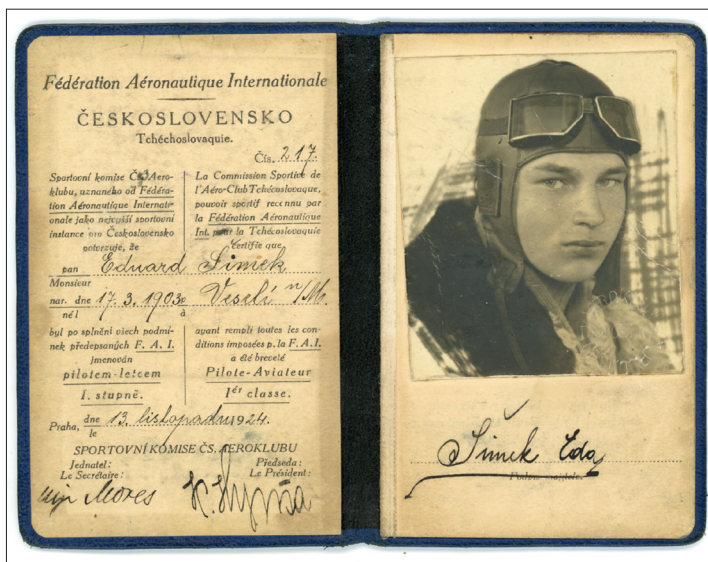 Fédération Aéronautique Internationale
ČESKOSLOVENSKO
Tchéchoslovaquie.
Čís. 217.
Sportovní komise Čs. Aero-
klubu, uznaného od Fédéra-
tion Aéronautique Internati-
onale jako nejvyšší sportovní
instance pro Československo
potvrzuje, že
La Commission Sportive de
l'Aéro-Club Tchécoslovaque,
pouvoir sportif reconnu par
la Fédération Aéronautique
Int. pour la Tchécoslovaquie
certifie que
pan Eduard Šimek
Monsieur
nar. dne 17. 3. 1903 v Veselí n/Mr.
né l à
byl po splnění všech podmí-
nek předepsaných F. A. I.
jmenován
pilotem-letcem
I. stupně.
ayant rempli toutes les con-
ditions imposées p. la F. A. I.
a été breveté
Pilote-Aviateur
Iér classe.
Praha, dne 13. listopadu 1924.
le
SPORTOVNÍ KOMISE ČS. AEROKLUBU
Jednatel: Předseda:
Le Secrétaire: Le Président:
Šimek Eda